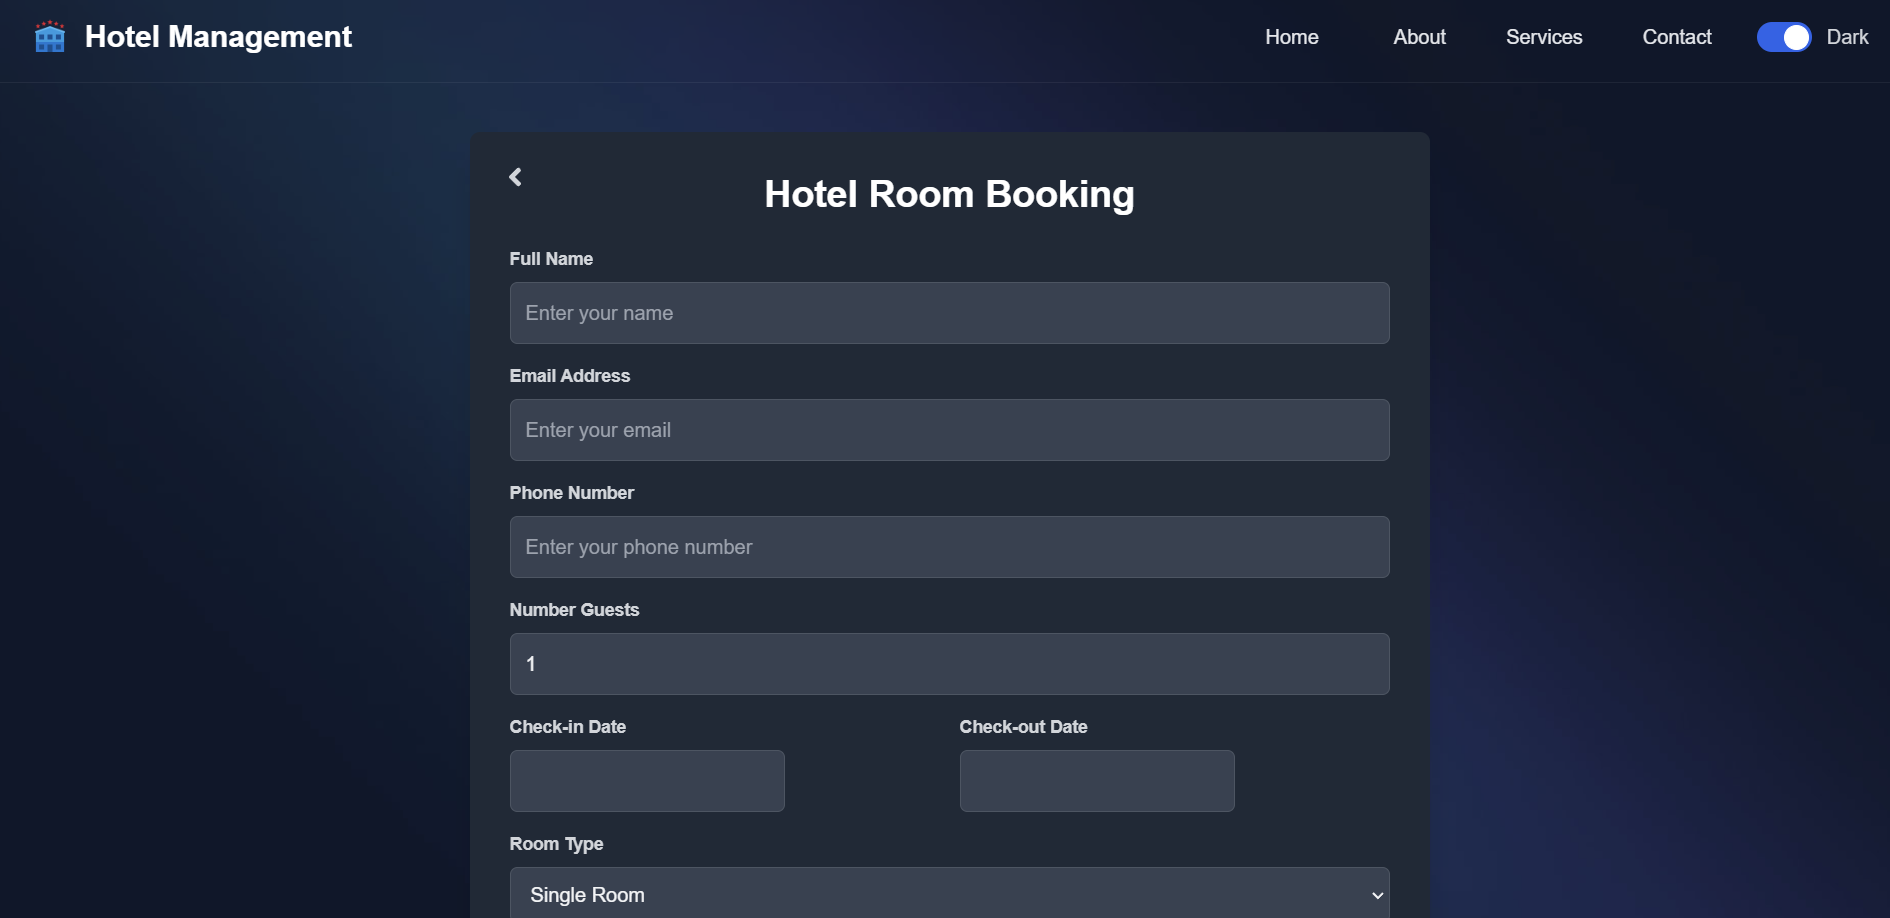 Hotel Management
Home
About
Services
Contact
Dark
Hotel Room Booking
Full Name
Enter your name
Email Address
Enter your email
Phone Number
Enter your phone number
Number Guests
1
Check-in Date
Check-out Date
Room Type
Single Room